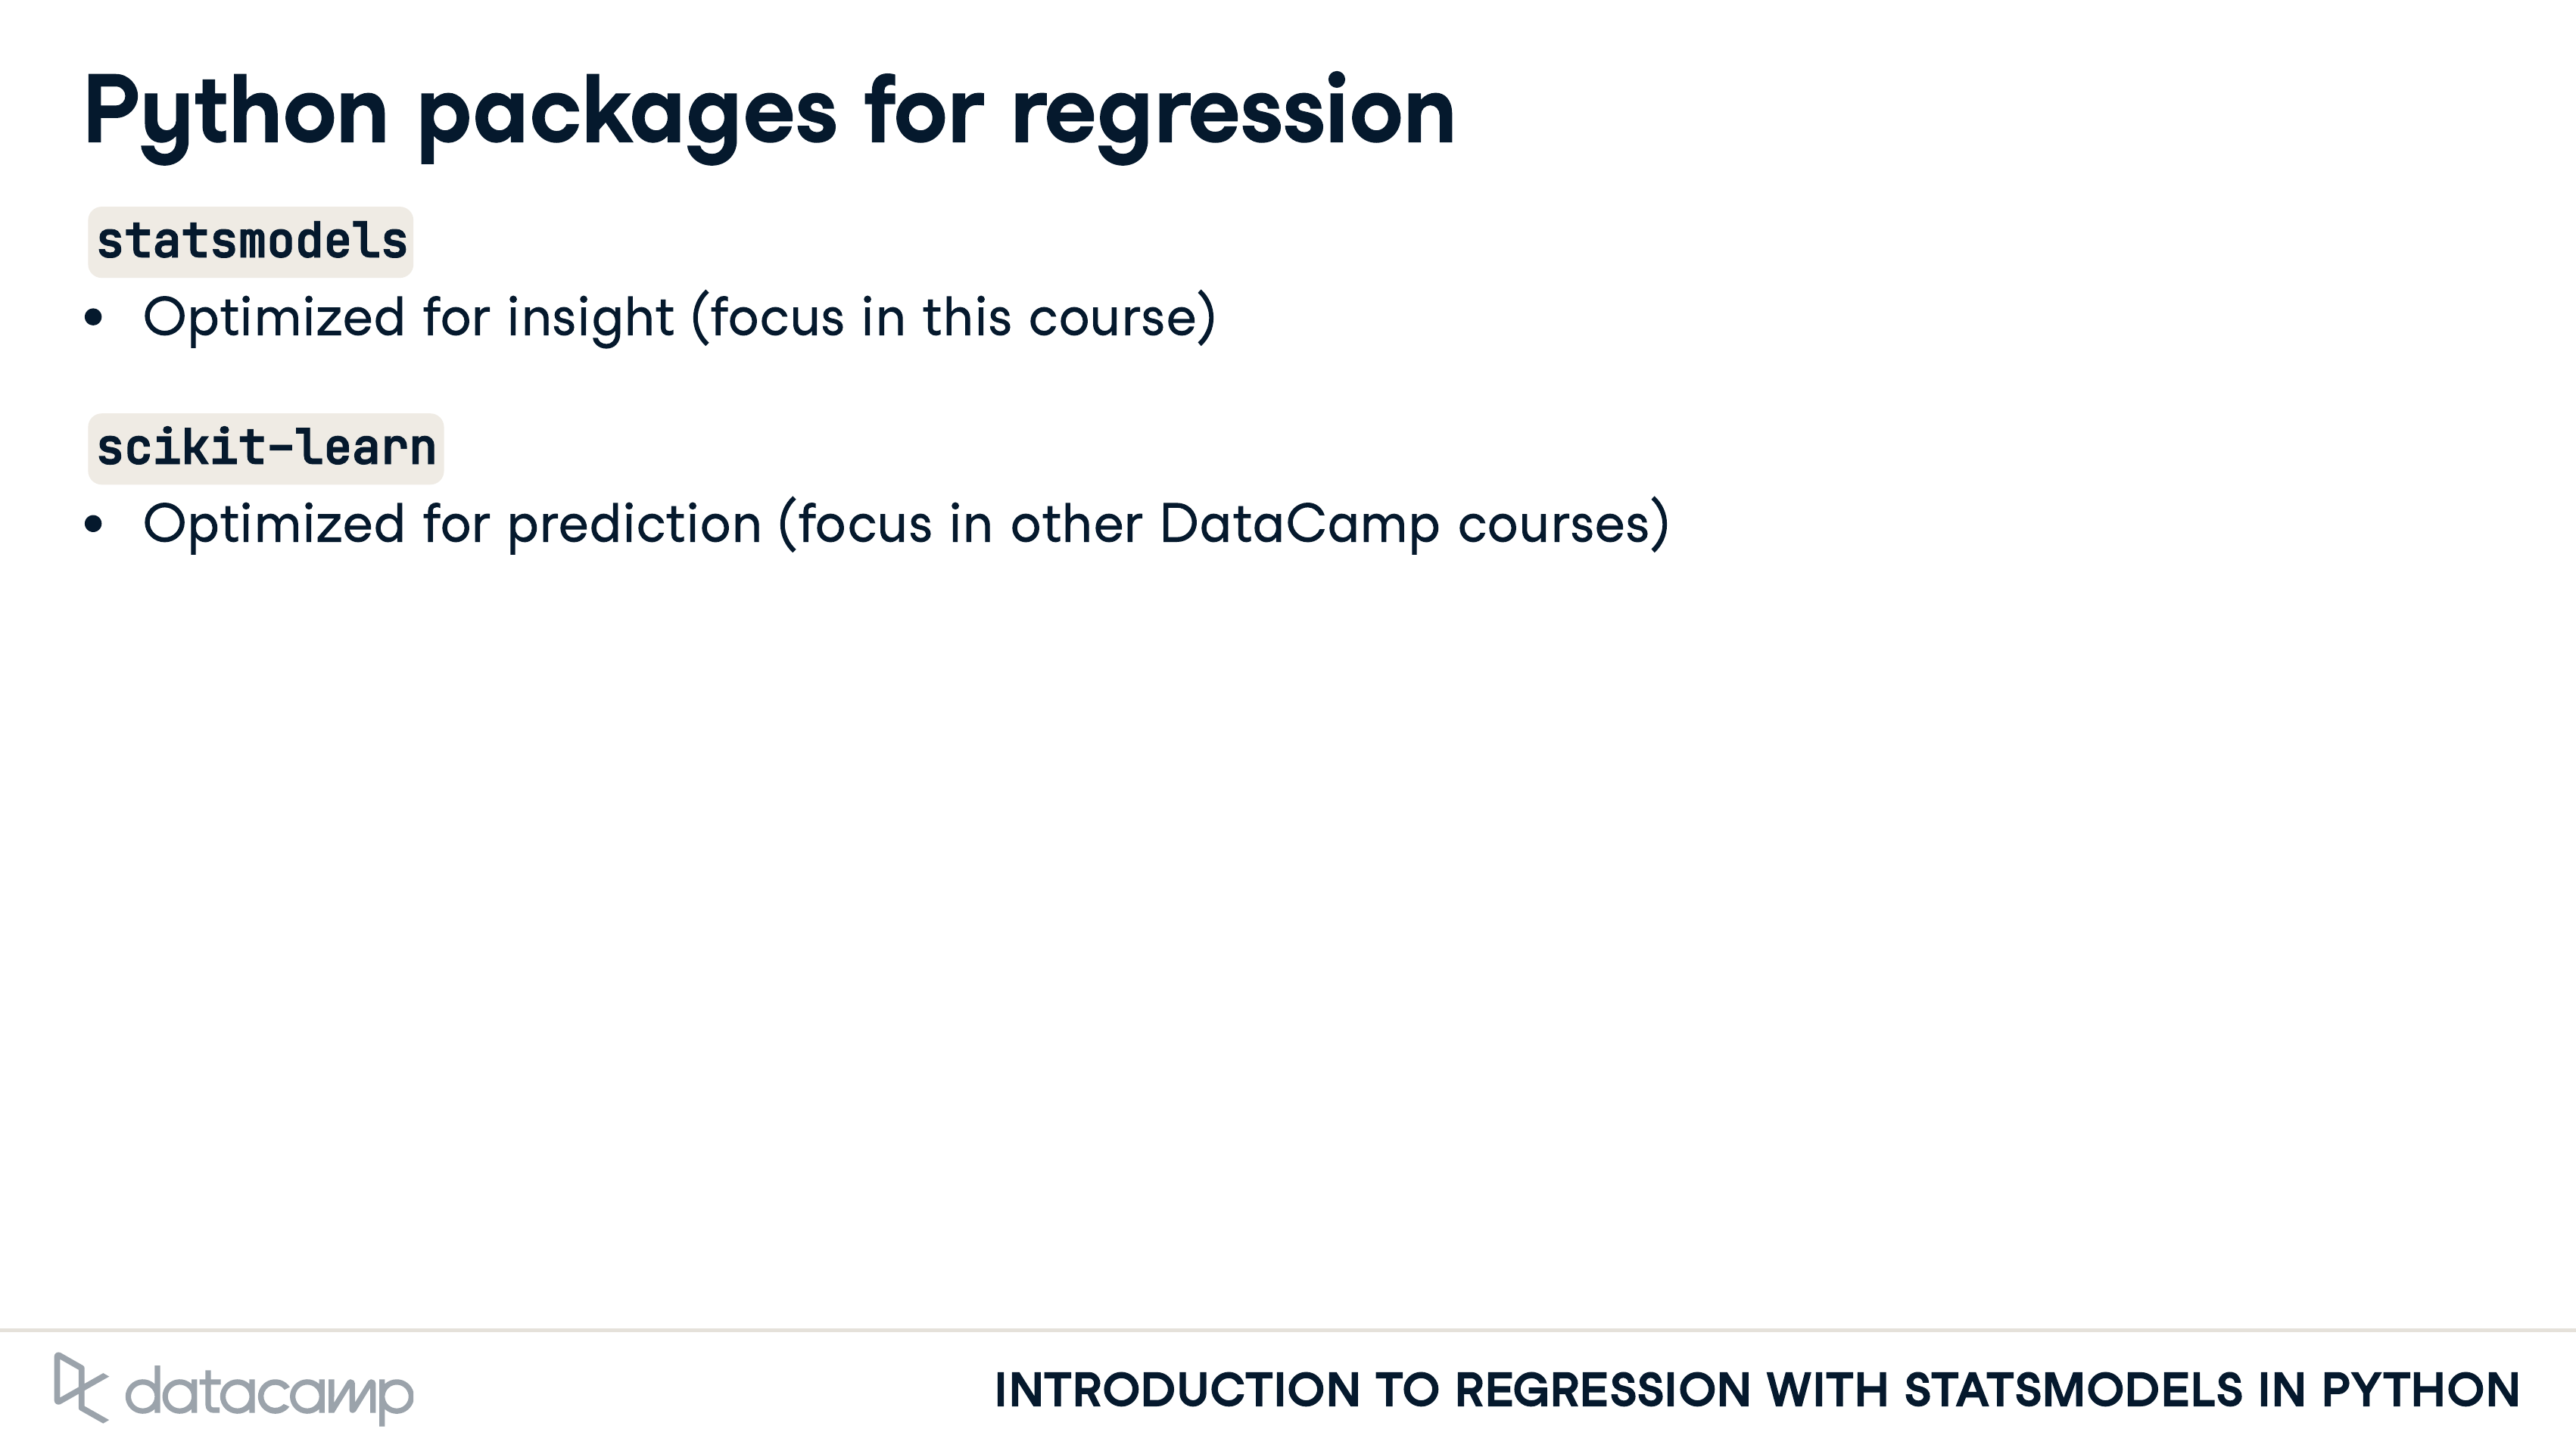 Python packages for regression
statsmodels
• Optimized for insight (focus in this course)
scikit-learn
• Optimized for prediction (focus in other DataCamp courses)
datacamp
INTRODUCTION TO REGRESSION WITH STATSMODELS IN PYTHON